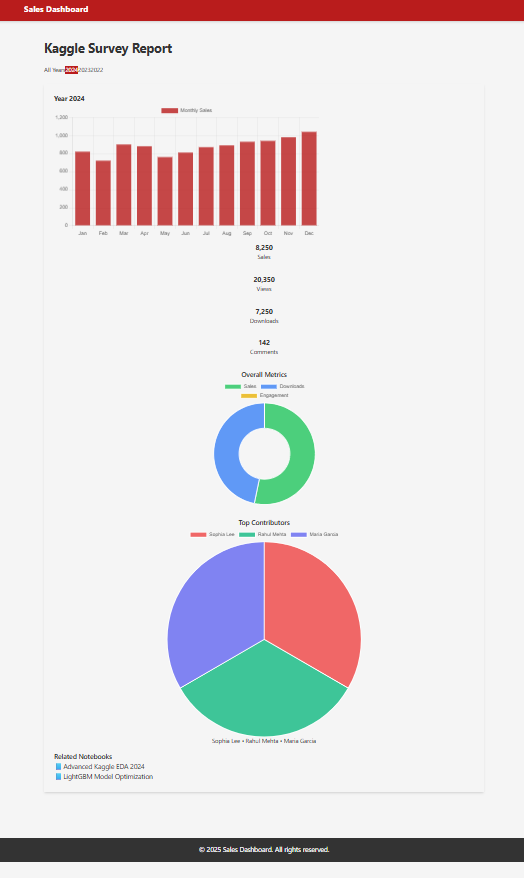 Sales Dashboard
Kaggle Survey Report
All Years202420232022
Year 2024
Monthly Sales
1,200
1,000
800
600
400
200
0
Jan Feb Mar Apr May Jun Jul Aug Sep Oct Nov Dec
8,250
Sales
20,350
Views
7,250
Downloads
142
Comments
Overall Metrics
Sales Downloads
Engagement
Top Contributors
Sophia Lee Rahul Mehta Maria Garcia
Sophia Lee • Rahul Mehta • Maria Garcia
Related Notebooks
Advanced Kaggle EDA 2024
LightGBM Model Optimization
© 2025 Sales Dashboard. All rights reserved.